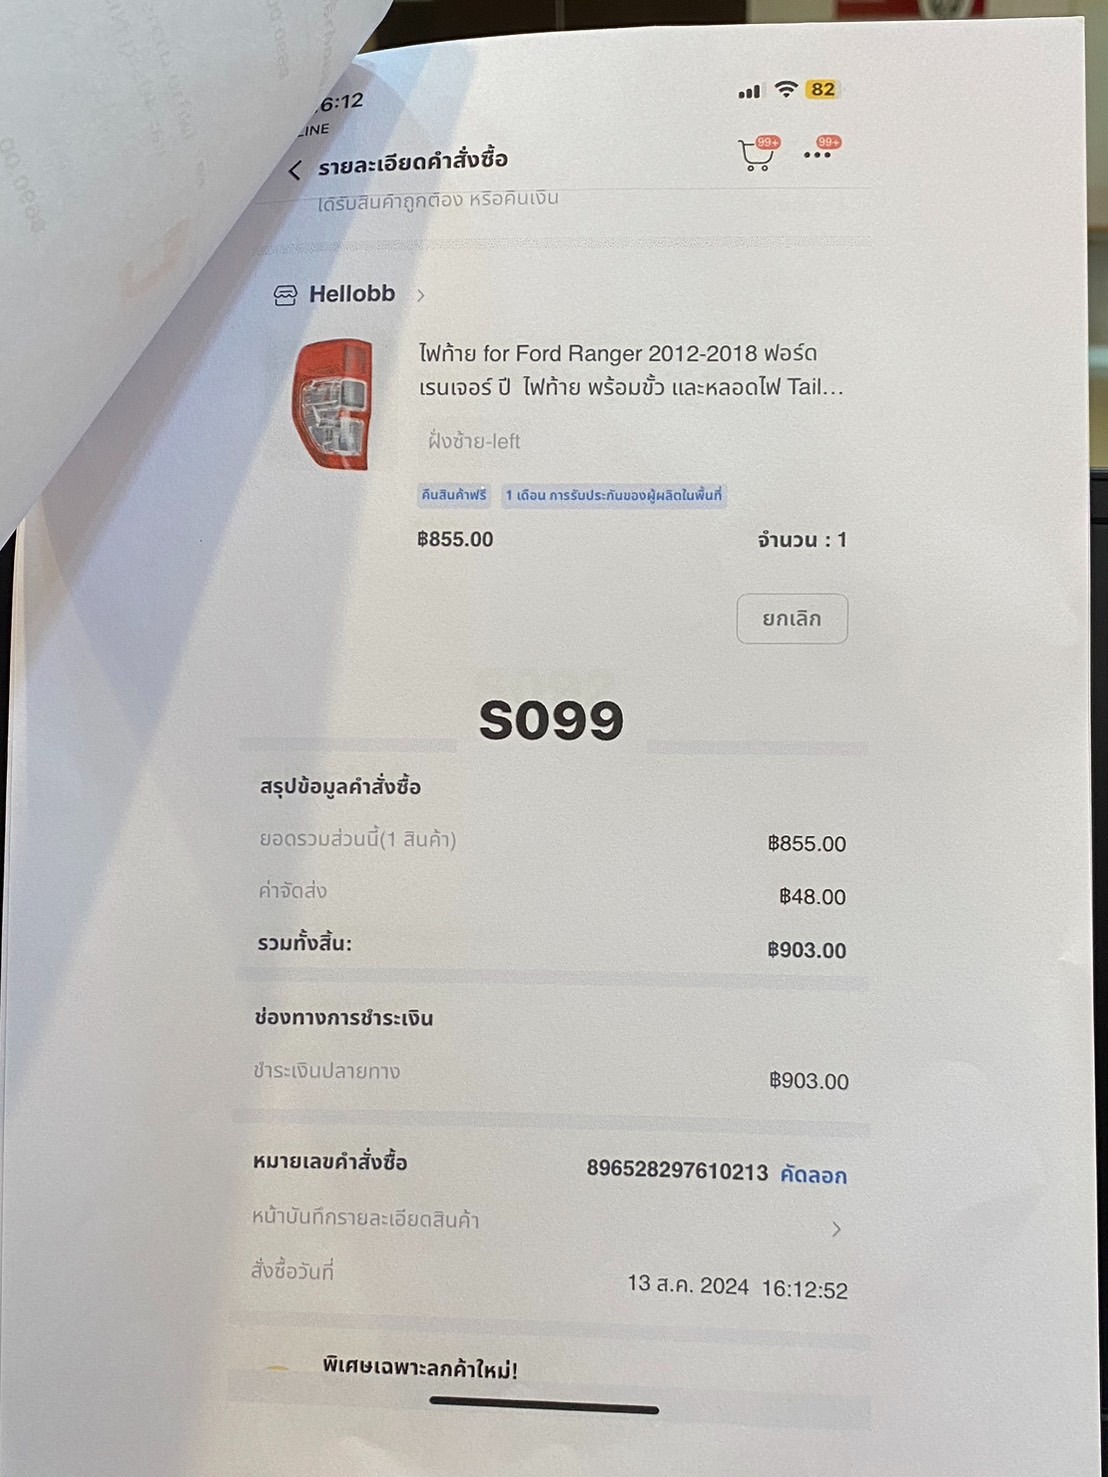 6:12
82
LINE
99+
99+
รายละเอียดคำสั่งซื้อ
ได้รับสินค้าถูกต้อง หรือคืนเงิน
Hellobb
ไฟท้าย for Ford Ranger 2012-2018 ฟอร์ด
เรนเจอร์ ปี ไฟท้าย พร้อมขั้ว และหลอดไฟ Tail...
ฝั่งซ้าย-left
คืนสินค้าฟรี 1 เดือน การรับประกันของผู้ผลิตในพื้นที่
฿855.00 จำนวน : 1
ยกเลิก
S099
สรุปข้อมูลคำสั่งซื้อ
ยอดรวมส่วนนี้(1 สินค้า) ฿855.00
ค่าจัดส่ง ฿48.00
รวมทั้งสิ้น: ฿903.00
ช่องทางการชำระเงิน
ชำระเงินปลายทาง ฿903.00
หมายเลขคำสั่งซื้อ 896528297610213 คัดลอก
หน้าบันทึกรายละเอียดสินค้า
สั่งซื้อวันที่ 13 ส.ค. 2024 16:12:52
พิเศษเฉพาะลูกค้าใหม่!